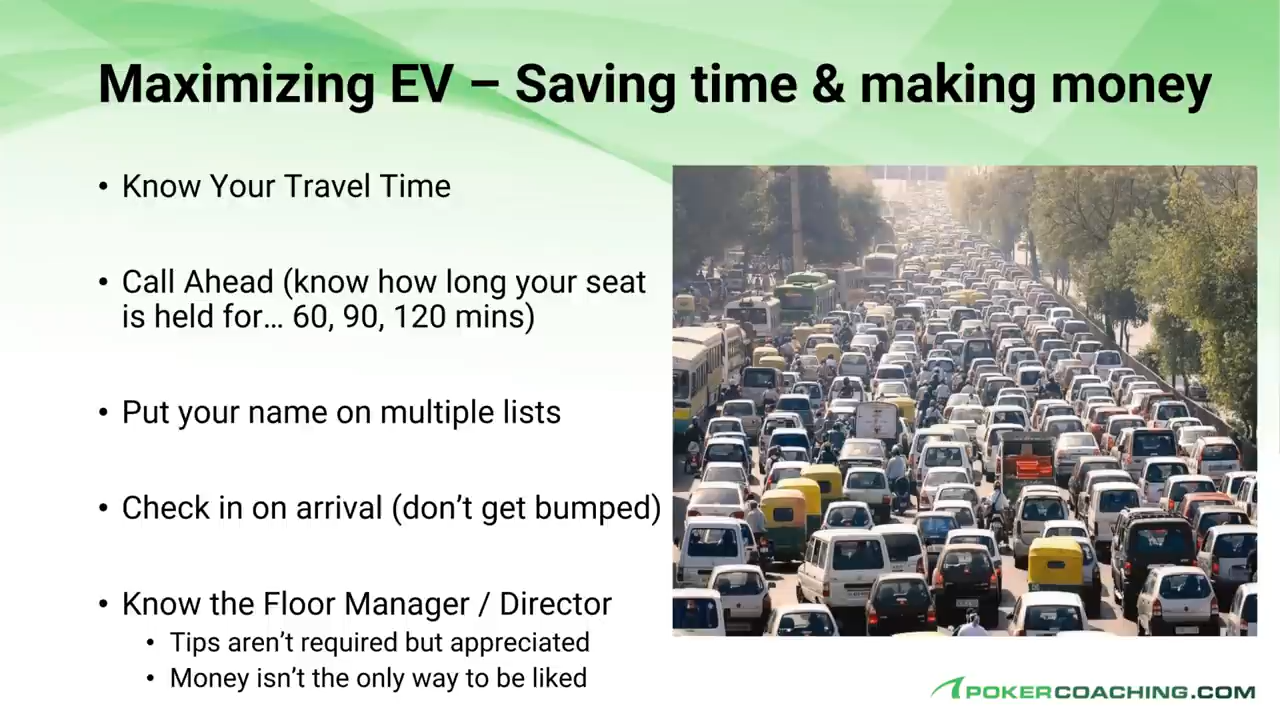 Maximizing EV – Saving time & making money
• Know Your Travel Time
• Call Ahead (know how long your seat
is held for… 60, 90, 120 mins)
• Put your name on multiple lists
• Check in on arrival (don’t get bumped)
• Know the Floor Manager / Director
• Tips aren’t required but appreciated
• Money isn’t the only way to be liked
POKERCOACHING.COM